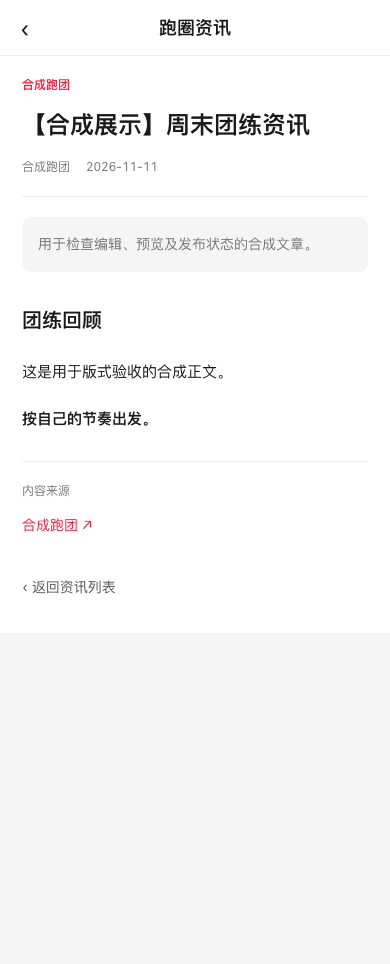 ‹ 跑圈资讯
合成跑团
【合成展示】周末团练资讯
合成跑团 2026-11-11
用于检查编辑、预览及发布状态的合成文章。
团练回顾
这是用于版式验收的合成正文。
按自己的节奏出发。
内容来源
合成跑团 ↗
‹ 返回资讯列表